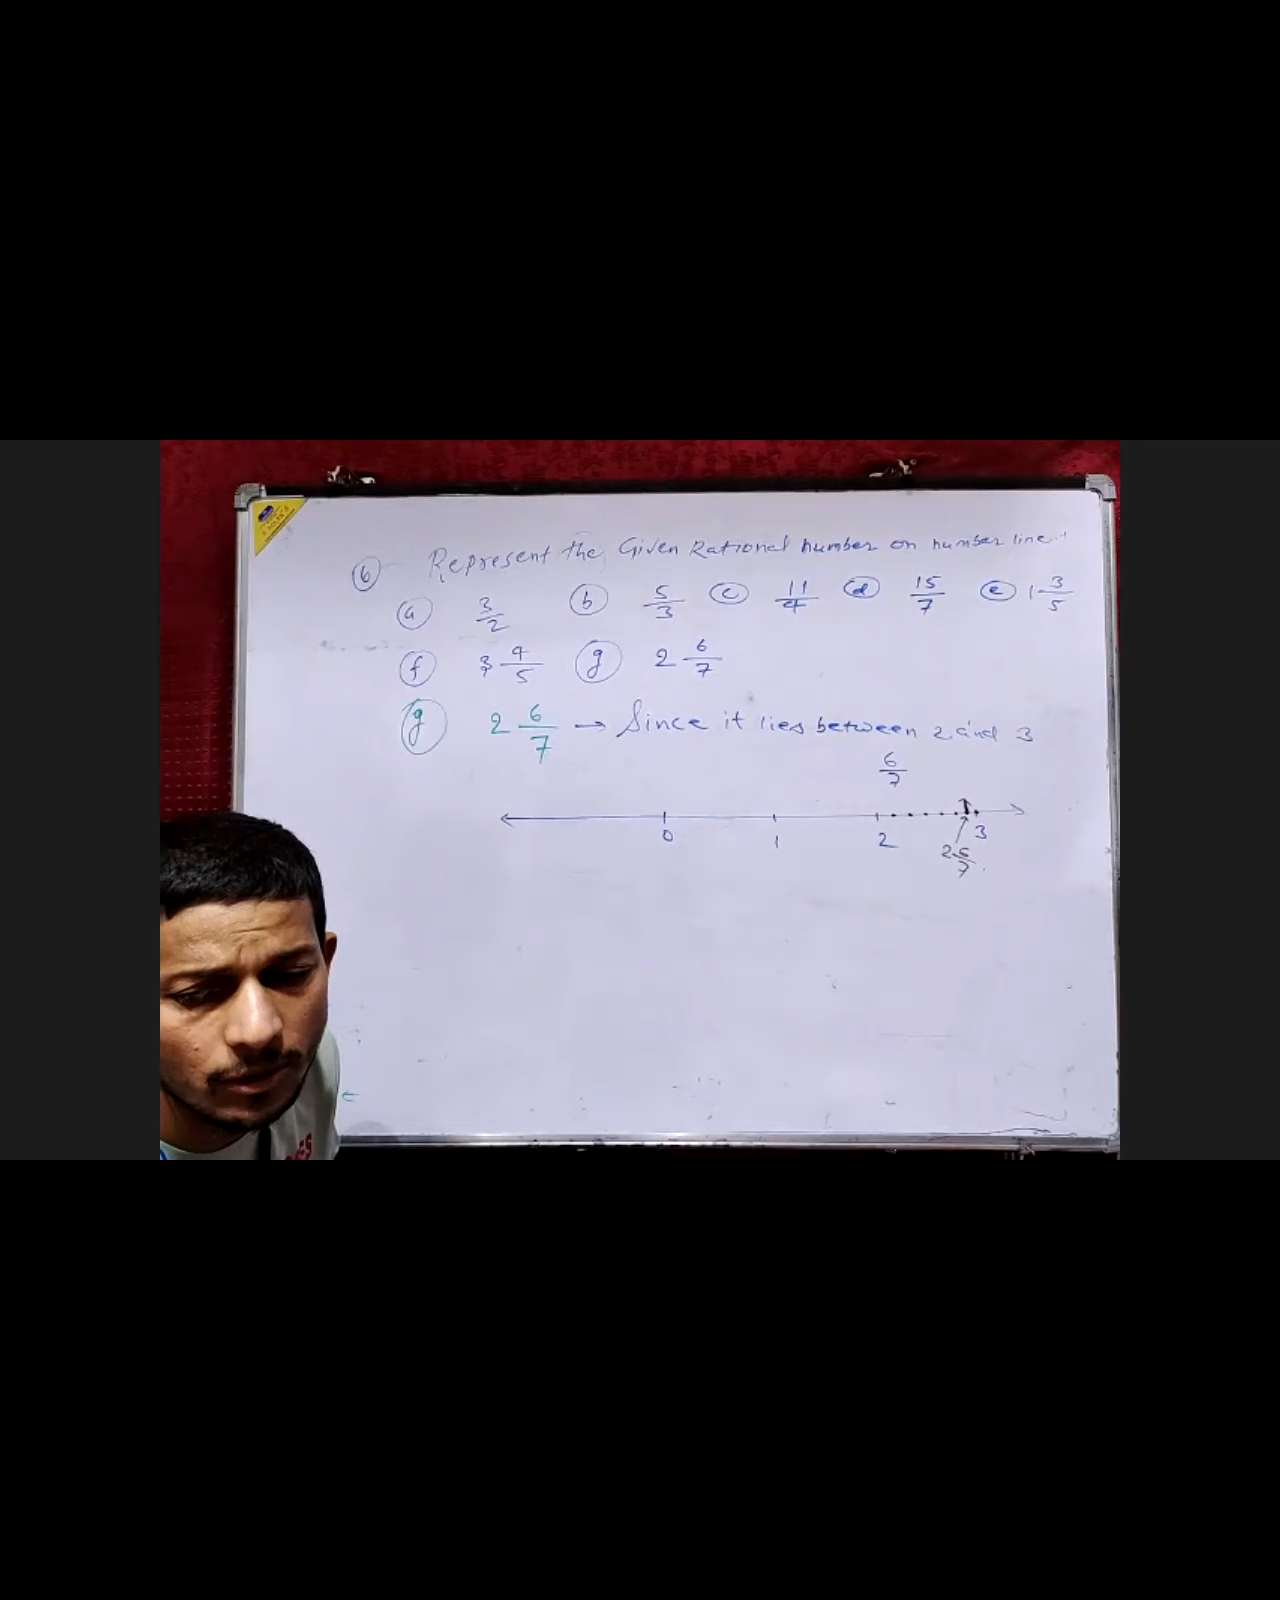 6 Represent the Given Rational number on number line.
a 3/2 b 5/3 c 11/4 d 15/7 e 1 3/5
f 3 4/5 g 2 6/7
g 2 6/7 → Since it lies between 2 and 3
6/7
0 1 2 3
2 6/7